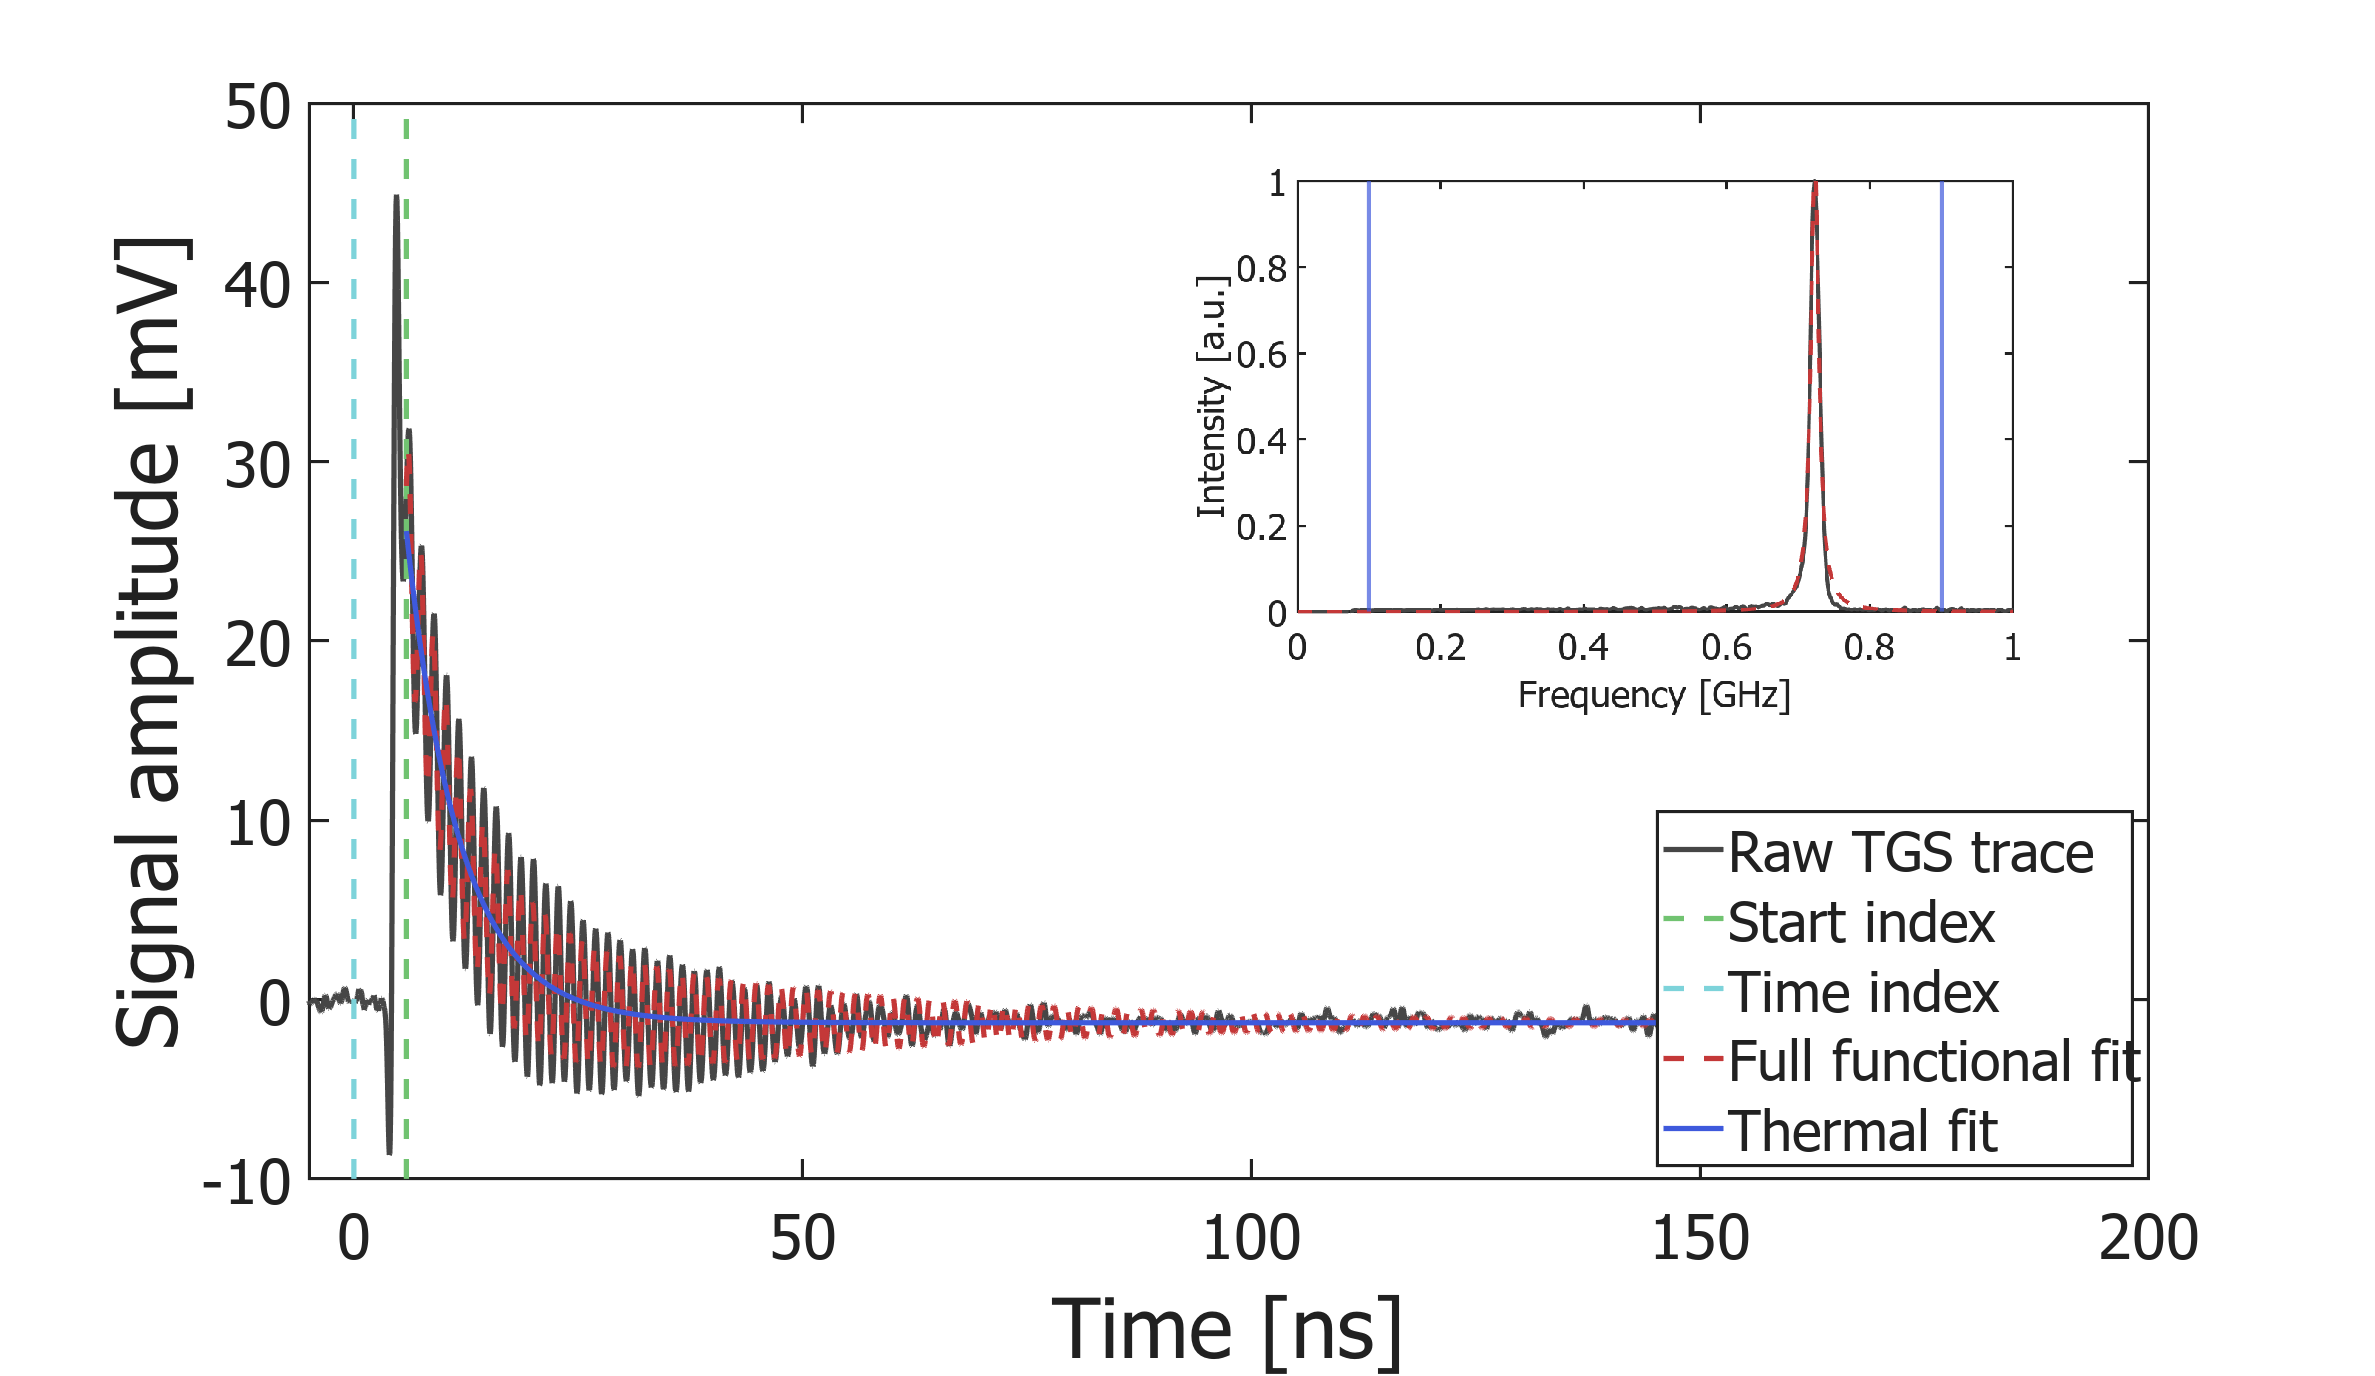 50
40
30
20
10
0
-10
Signal amplitude [mV]
0
50
100
150
200
Time [ns]
1
0.8
0.6
0.4
0.2
0
Intensity [a.u.]
0
0.2
0.4
0.6
0.8
1
Frequency [GHz]
Raw TGS trace
Start index
Time index
Full functional fit
Thermal fit